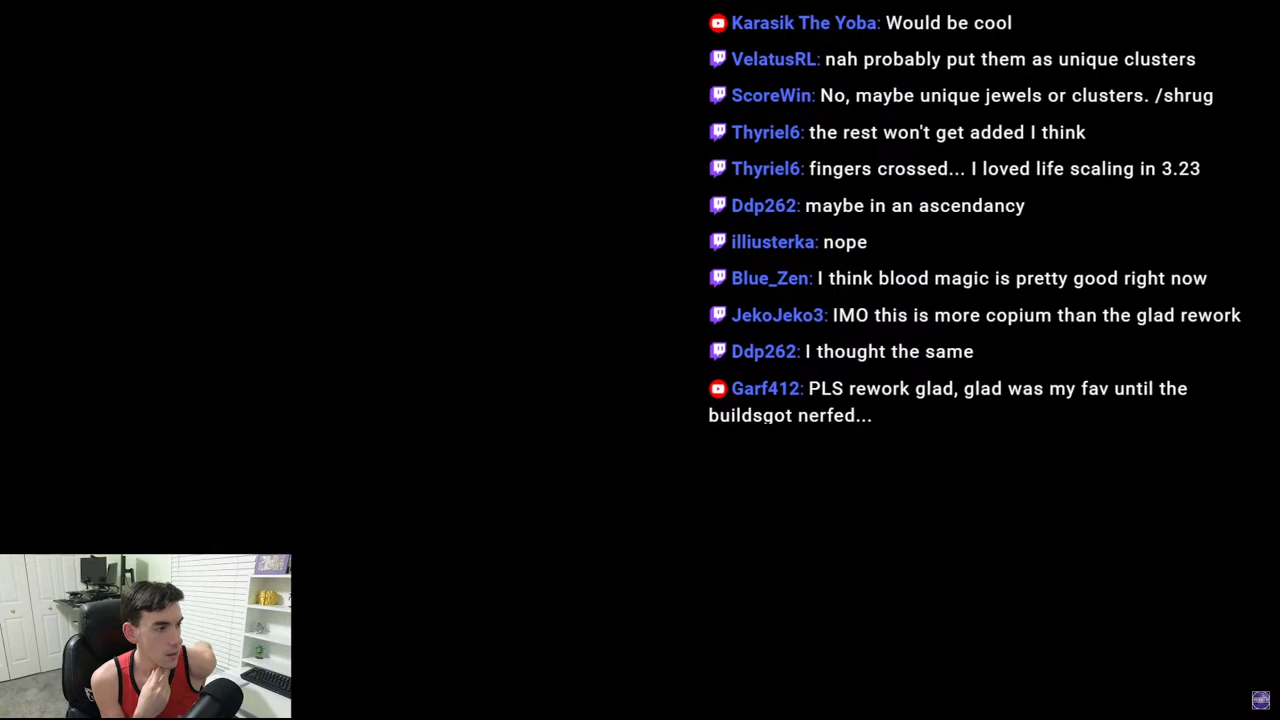 Karasik The Yoba: Would be cool
VelatusRL: nah probably put them as unique clusters
ScoreWin: No, maybe unique jewels or clusters. /shrug
Thyriel6: the rest won't get added I think
Thyriel6: fingers crossed... I loved life scaling in 3.23
Ddp262: maybe in an ascendancy
illiusterka: nope
Blue_Zen: I think blood magic is pretty good right now
JekoJeko3: IMO this is more copium than the glad rework
Ddp262: I thought the same
Garf412: PLS rework glad, glad was my fav until the
buildsgot nerfed...